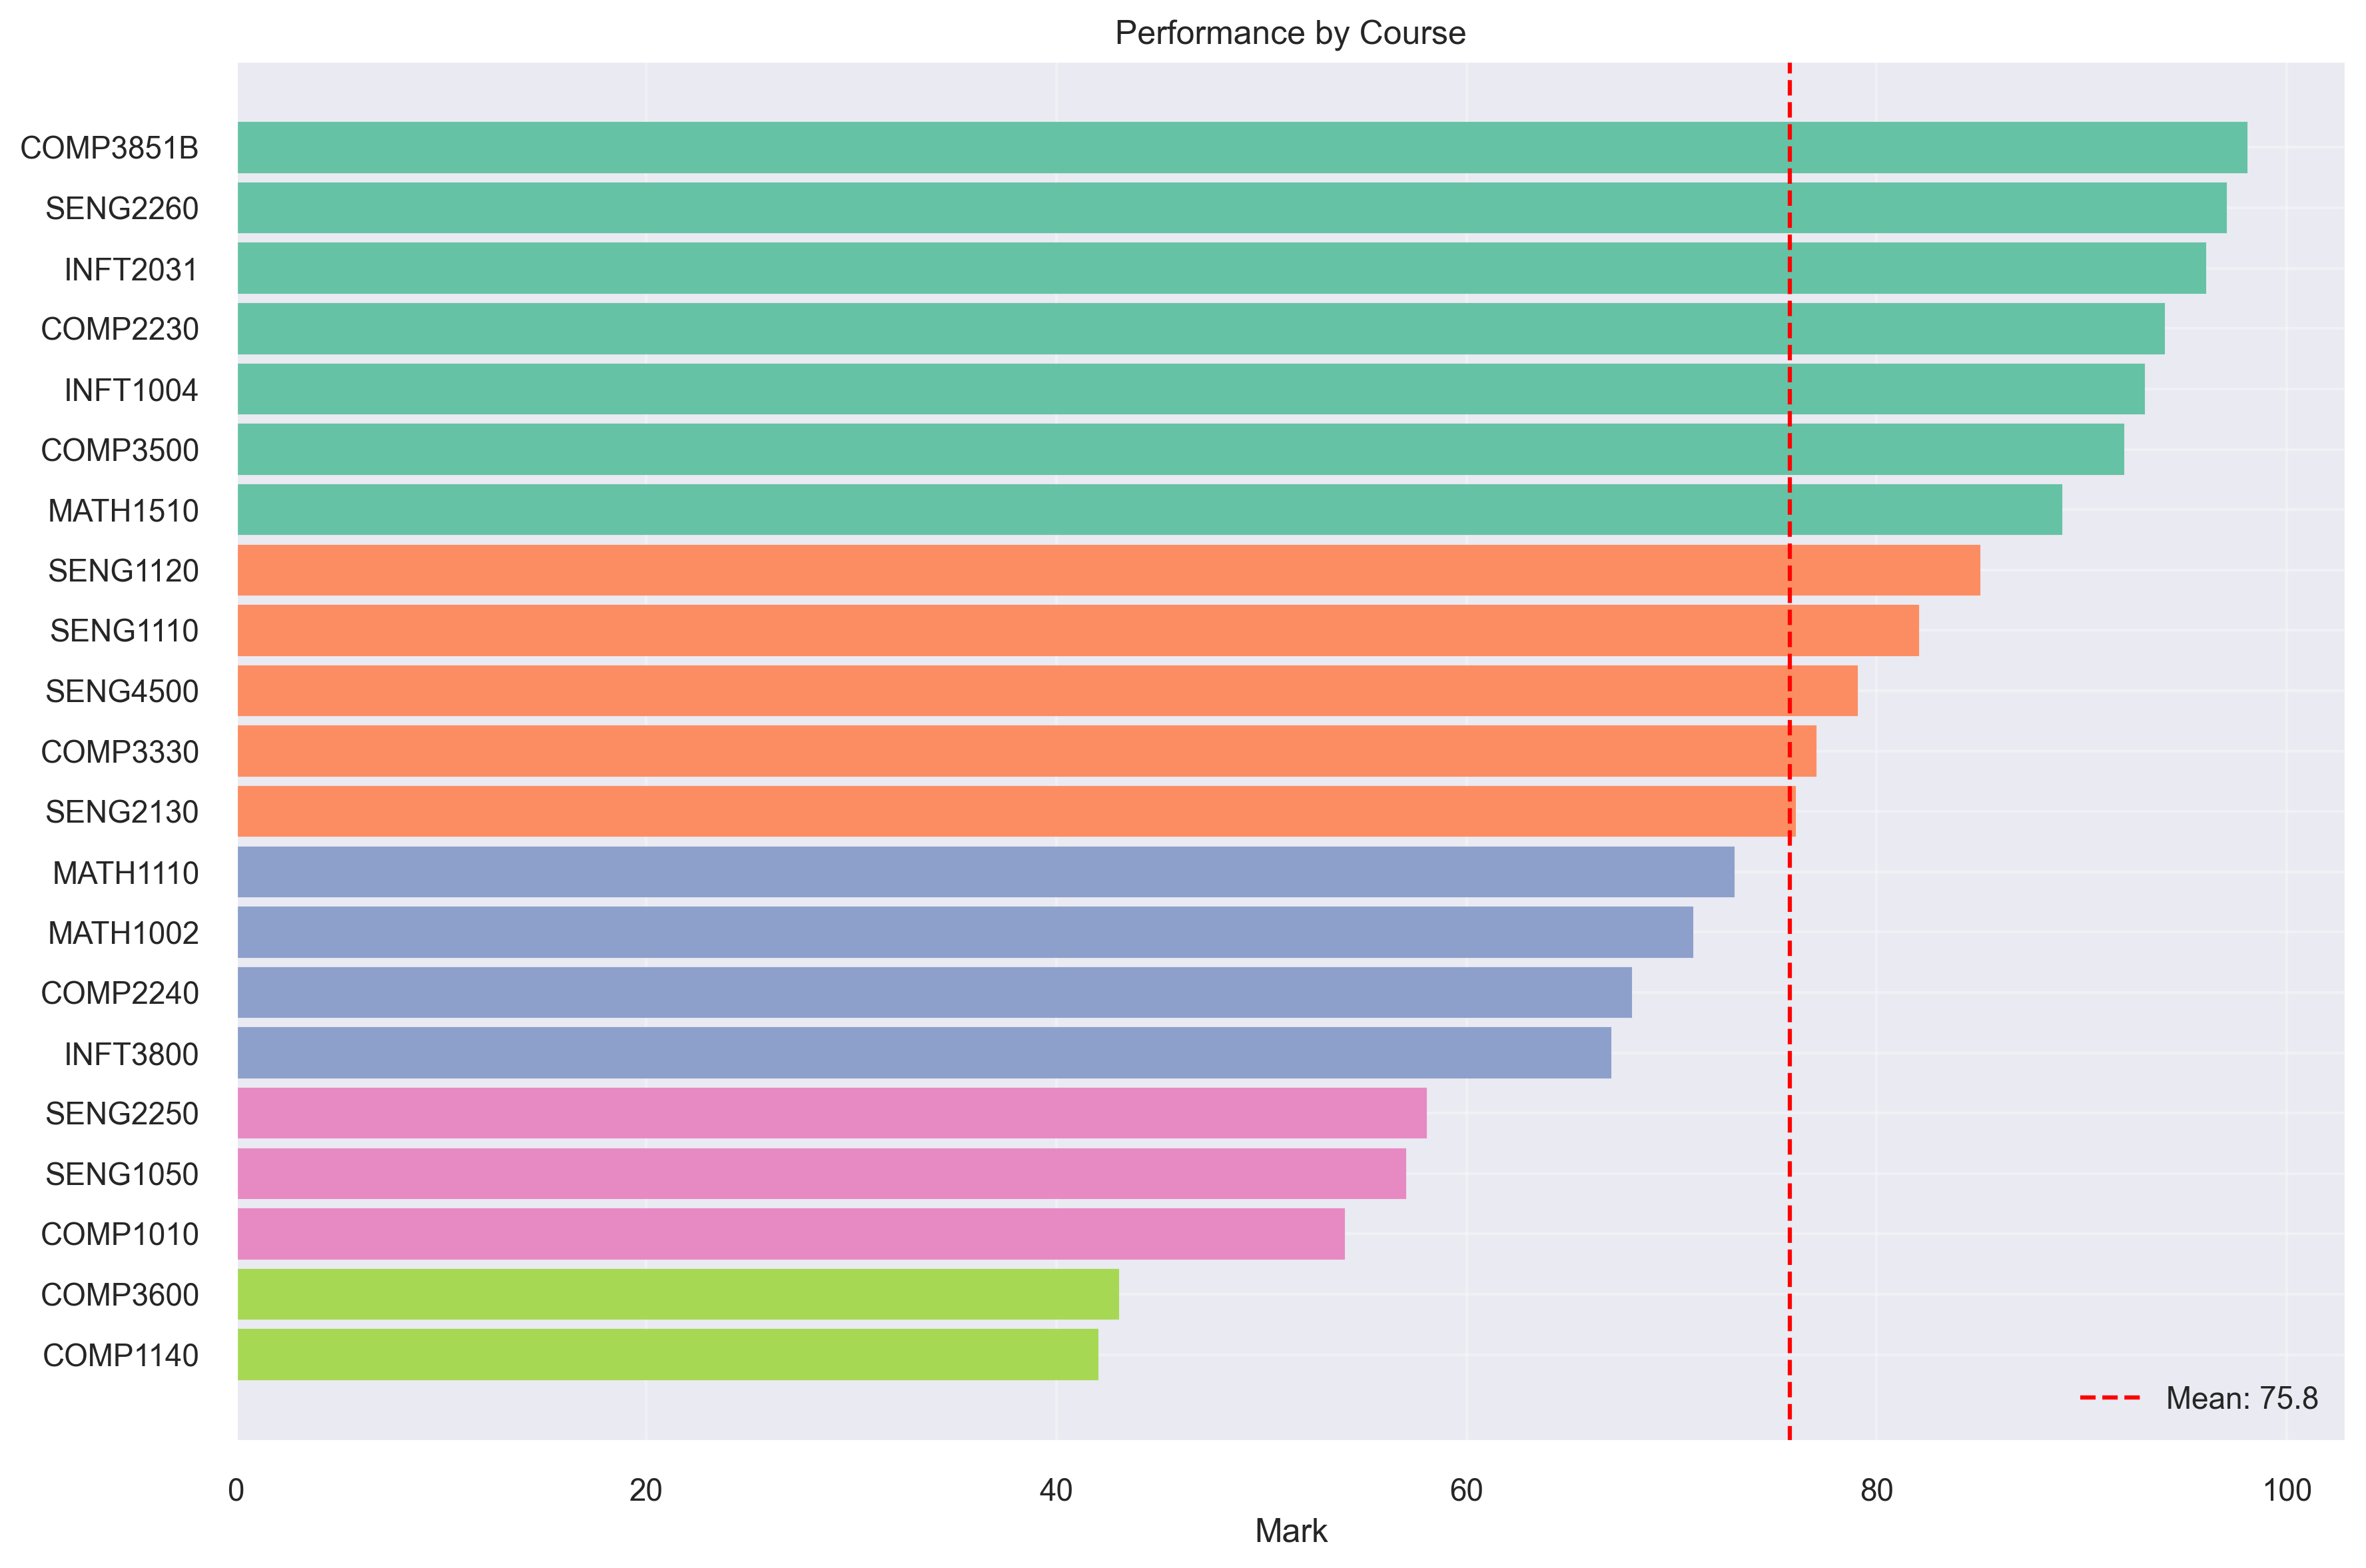 Performance by Course
COMP3851B
SENG2260
INFT2031
COMP2230
INFT1004
COMP3500
MATH1510
SENG1120
SENG1110
SENG4500
COMP3330
SENG2130
MATH1110
MATH1002
COMP2240
INFT3800
SENG2250
SENG1050
COMP1010
COMP3600
COMP1140
Mean: 75.8
0 20 40 60 80 100
Mark